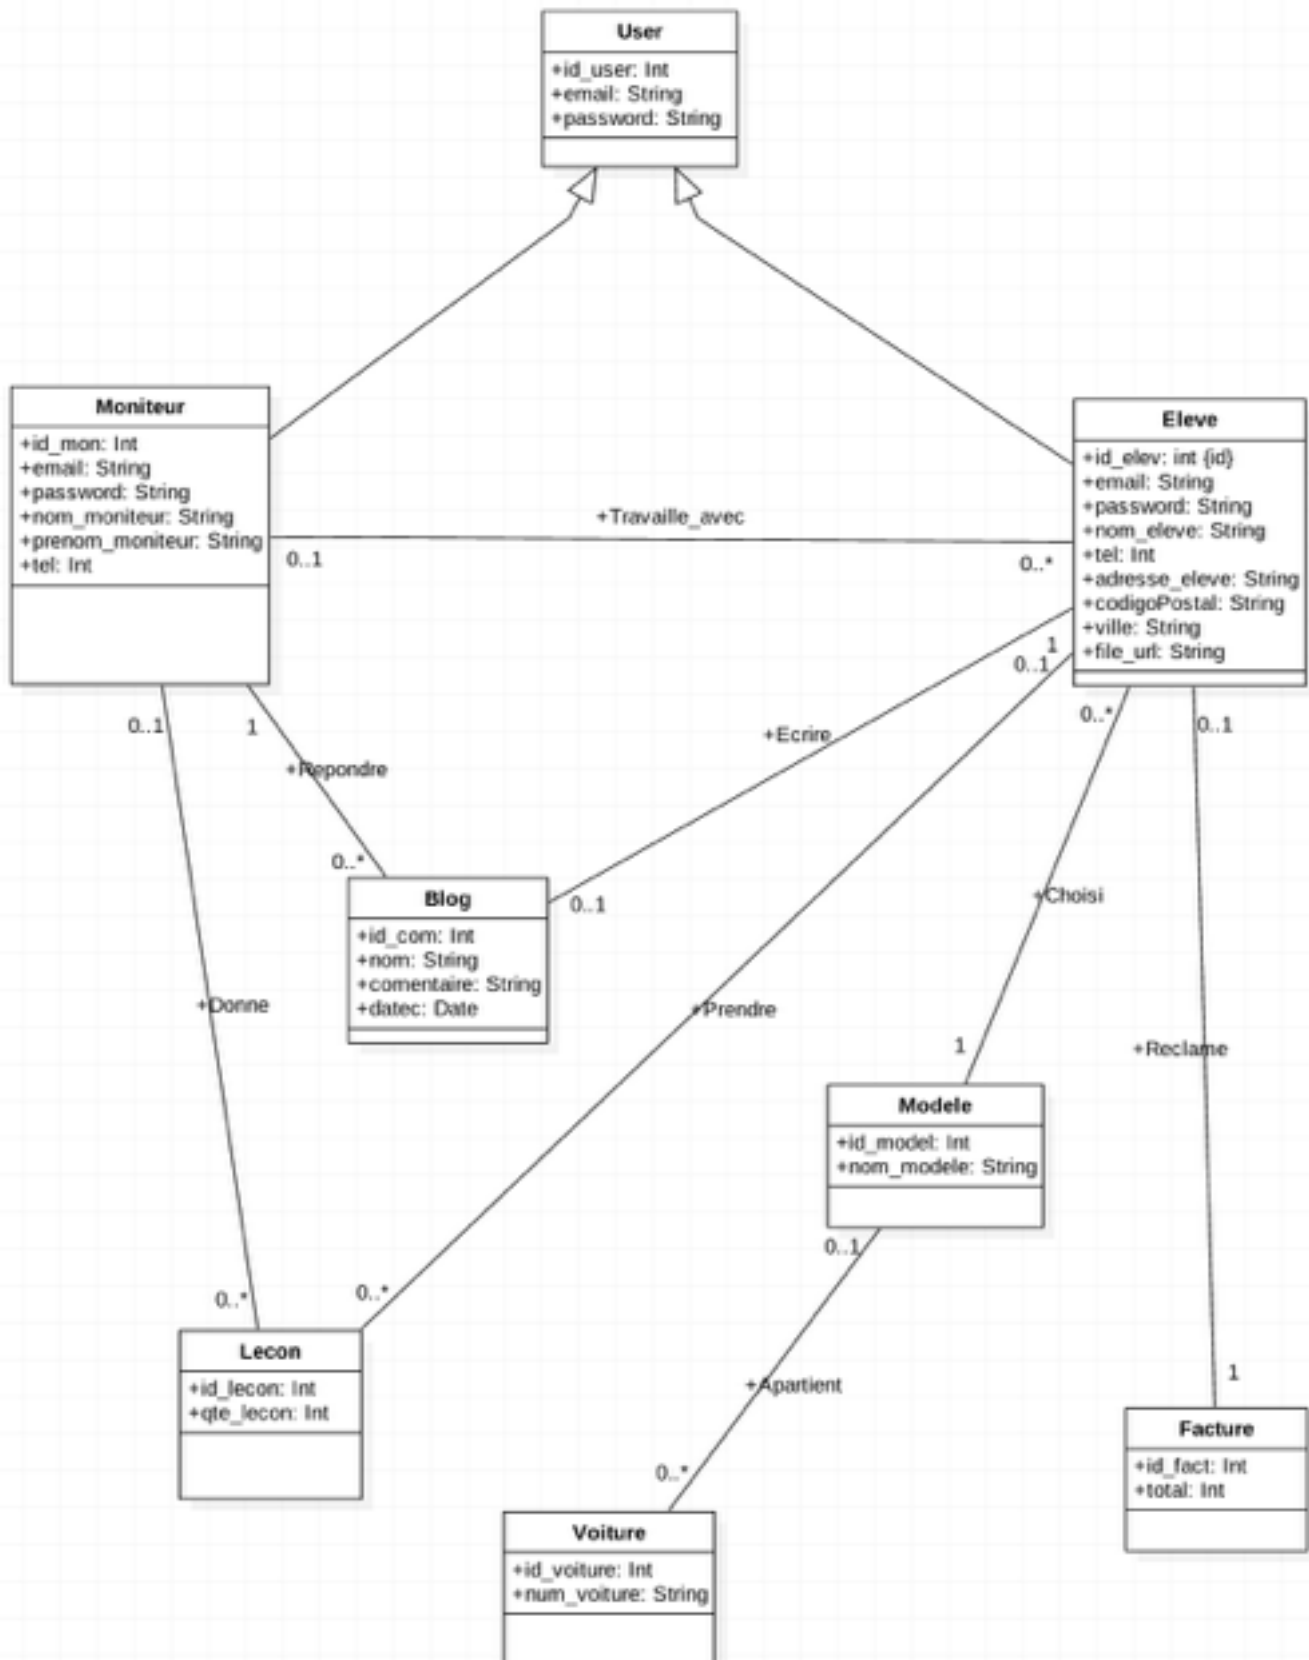 User
+id_user: Int
+email: String
+password: String
Moniteur
+id_mon: Int
+email: String
+password: String
+nom_moniteur: String
+prenom_moniteur: String
+tel: Int
Eleve
+id_elev: int {id}
+email: String
+password: String
+nom_eleve: String
+tel: Int
+adresse_eleve: String
+codigoPostal: String
+ville: String
+file_url: String
+Travaille_avec
0..1
0..*
1
0..1
0..1
1
0..*
0..1
+Ecrire
+Repondre
0..*
Blog
+id_com: Int
+nom: String
+comentaire: String
+datec: Date
0..1
+Choisi
+Donne
+Prendre
1
+Reclame
Modele
+id_model: Int
+nom_modele: String
0..1
0..*
0..*
Lecon
+id_lecon: Int
+qte_lecon: Int
+Apartient
1
Facture
+id_fact: Int
+total: Int
0..*
Voiture
+id_voiture: Int
+num_voiture: String